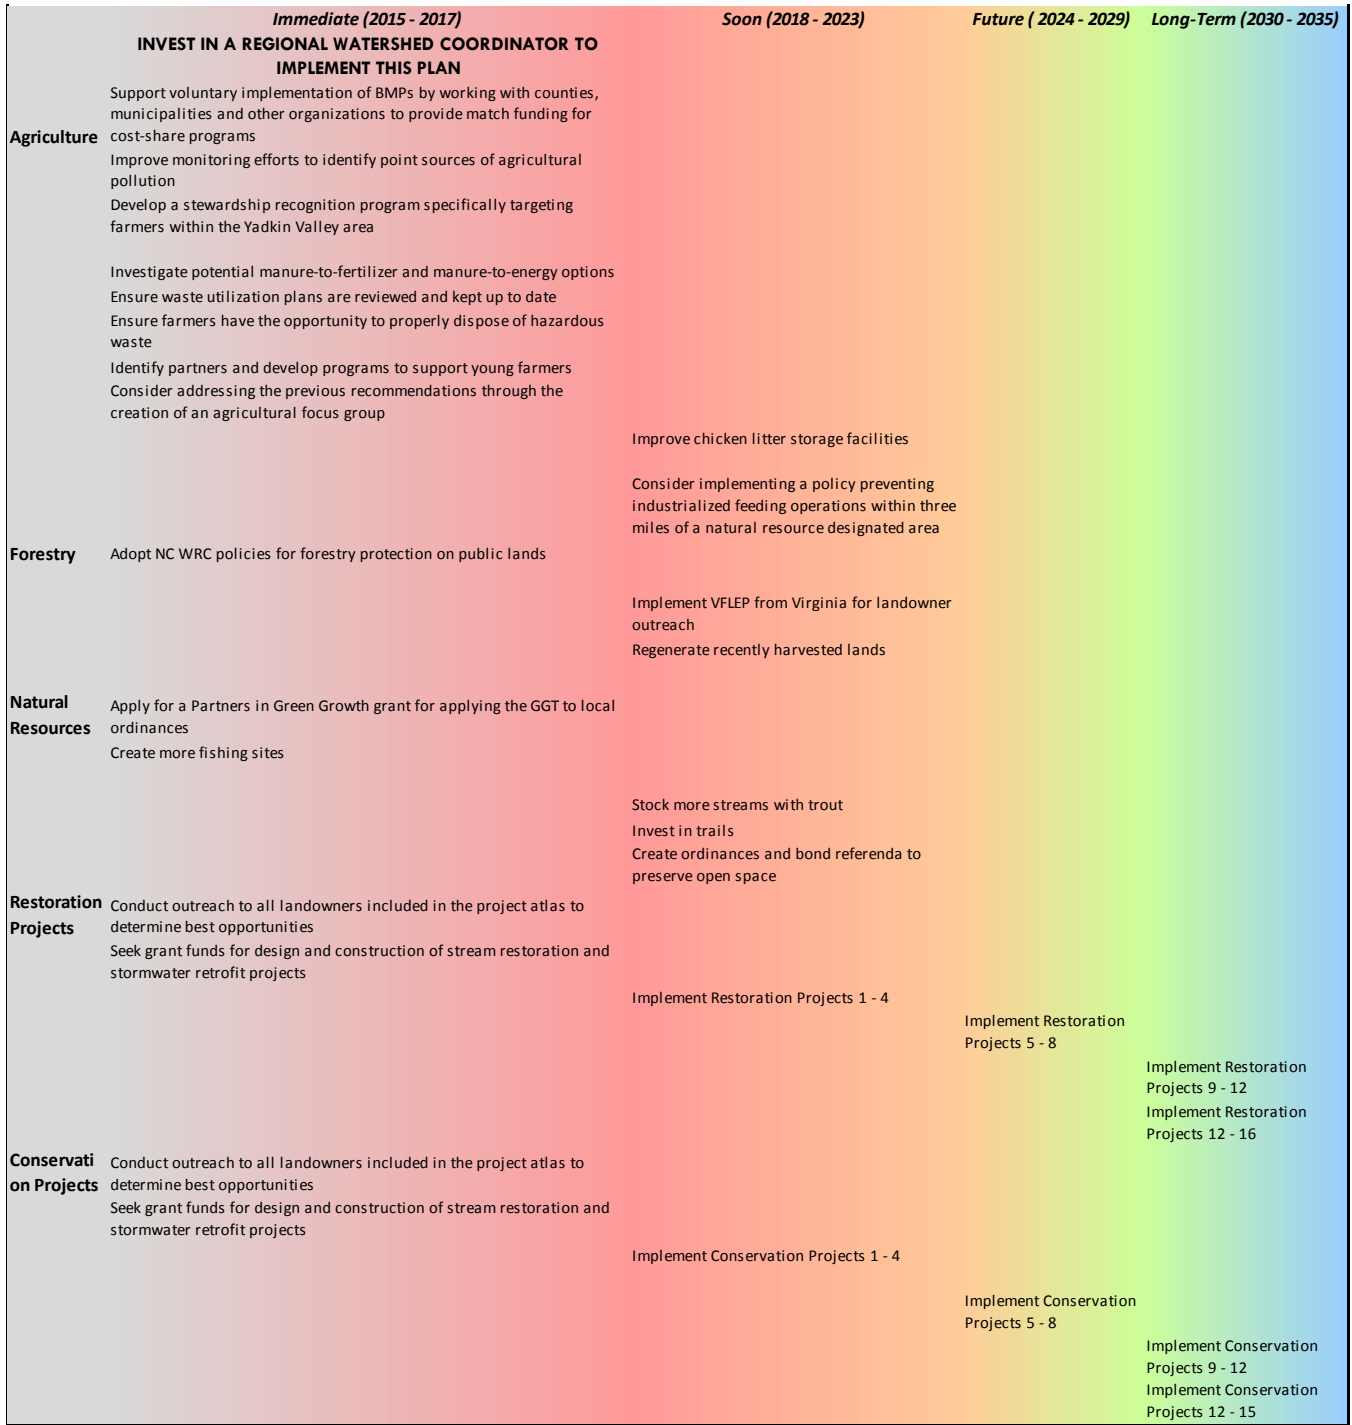 Immediate (2015 - 2017) Soon (2018 - 2023) Future ( 2024 - 2029) Long-Term (2030 - 2035)
INVEST IN A REGIONAL WATERSHED COORDINATOR TO
IMPLEMENT THIS PLAN
Agriculture
Support voluntary implementation of BMPs by working with counties,
municipalities and other organizations to provide match funding for
cost-share programs
Improve monitoring efforts to identify point sources of agricultural
pollution
Develop a stewardship recognition program specifically targeting
farmers within the Yadkin Valley area
Investigate potential manure-to-fertilizer and manure-to-energy options
Ensure waste utilization plans are reviewed and kept up to date
Ensure farmers have the opportunity to properly dispose of hazardous
waste
Identify partners and develop programs to support young farmers
Consider addressing the previous recommendations through the
creation of an agricultural focus group
Improve chicken litter storage facilities
Consider implementing a policy preventing
industrialized feeding operations within three
miles of a natural resource designated area
Forestry
Adopt NC WRC policies for forestry protection on public lands
Implement VFLEP from Virginia for landowner
outreach
Regenerate recently harvested lands
Natural
Resources
Apply for a Partners in Green Growth grant for applying the GGT to local
ordinances
Create more fishing sites
Stock more streams with trout
Invest in trails
Create ordinances and bond referenda to
preserve open space
Restoration
Projects
Conduct outreach to all landowners included in the project atlas to
determine best opportunities
Seek grant funds for design and construction of stream restoration and
stormwater retrofit projects
Implement Restoration Projects 1 - 4
Implement Restoration
Projects 5 - 8
Implement Restoration
Projects 9 - 12
Implement Restoration
Projects 12 - 16
Conservati
on Projects
Conduct outreach to all landowners included in the project atlas to
determine best opportunities
Seek grant funds for design and construction of stream restoration and
stormwater retrofit projects
Implement Conservation Projects 1 - 4
Implement Conservation
Projects 5 - 8
Implement Conservation
Projects 9 - 12
Implement Conservation
Projects 12 - 15